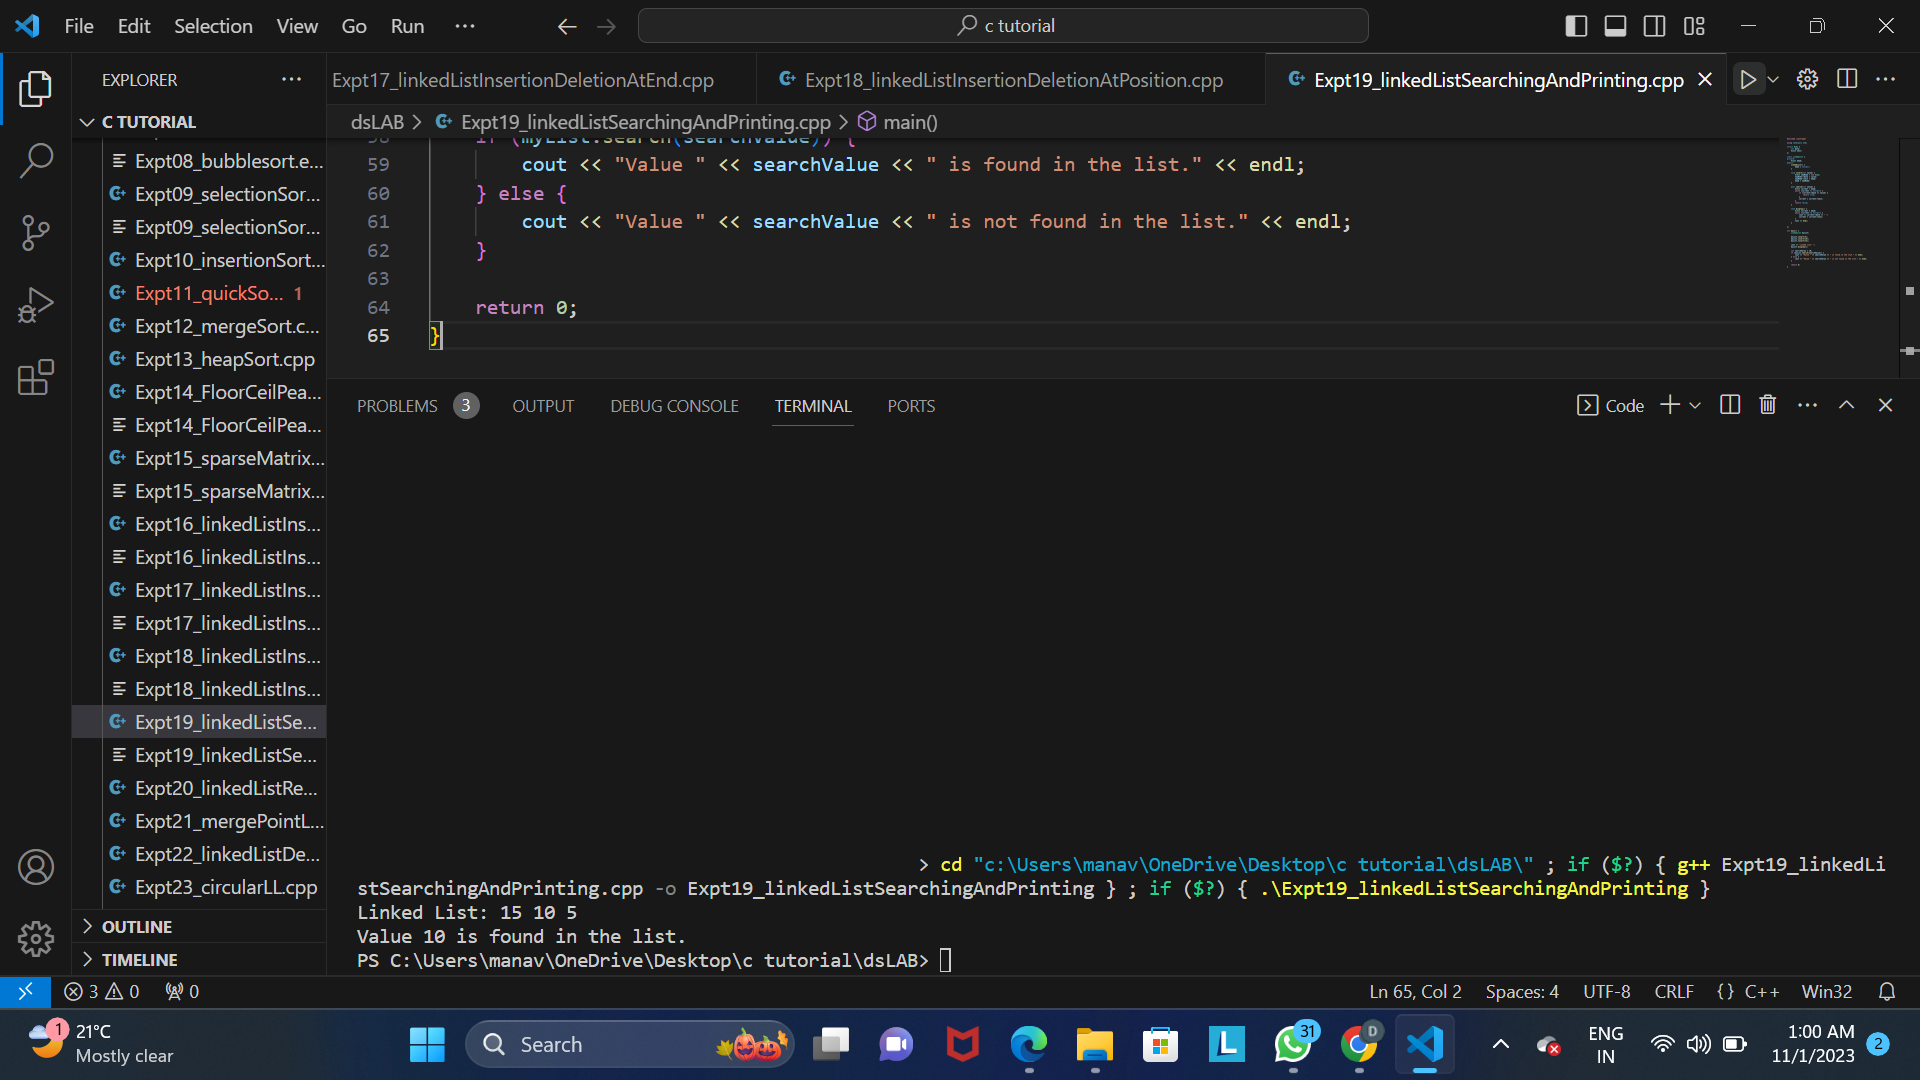 File Edit Selection View Go Run ···
c tutorial
EXPLORER ···
C TUTORIAL
Expt08_bubblesort.e...
Expt09_selectionSor...
Expt09_selectionSor...
Expt10_insertionSort...
Expt11_quickSo... 1
Expt12_mergeSort.c...
Expt13_heapSort.cpp
Expt14_FloorCeilPea...
Expt14_FloorCeilPea...
Expt15_sparseMatrix...
Expt15_sparseMatrix...
Expt16_linkedListIns...
Expt16_linkedListIns...
Expt17_linkedListIns...
Expt17_linkedListIns...
Expt18_linkedListIns...
Expt18_linkedListIns...
Expt19_linkedListSe...
Expt19_linkedListSe...
Expt20_linkedListRe...
Expt21_mergePointL...
Expt22_linkedListDe...
Expt23_circularLL.cpp
OUTLINE
TIMELINE
Expt17_linkedListInsertionDeletionAtEnd.cpp Expt18_linkedListInsertionDeletionAtPosition.cpp Expt19_linkedListSearchingAndPrinting.cpp
dsLAB > Expt19_linkedListSearchingAndPrinting.cpp > main()
58 if (myList.search(searchValue)) {
59 cout << "Value " << searchValue << " is found in the list." << endl;
60 } else {
61 cout << "Value " << searchValue << " is not found in the list." << endl;
62 }
63
64 return 0;
65 }
PROBLEMS 3 OUTPUT DEBUG CONSOLE TERMINAL PORTS Code
> cd "c:\Users\manav\OneDrive\Desktop\c tutorial\dsLAB\" ; if ($?) { g++ Expt19_linkedLi
stSearchingAndPrinting.cpp -o Expt19_linkedListSearchingAndPrinting } ; if ($?) { .\Expt19_linkedListSearchingAndPrinting }
Linked List: 15 10 5
Value 10 is found in the list.
PS C:\Users\manav\OneDrive\Desktop\c tutorial\dsLAB>
3 0 0 Ln 65, Col 2 Spaces: 4 UTF-8 CRLF {} C++ Win32
1 21°C
Mostly clear
Search
L
31
D
ENG
IN
1:00 AM
11/1/2023
2